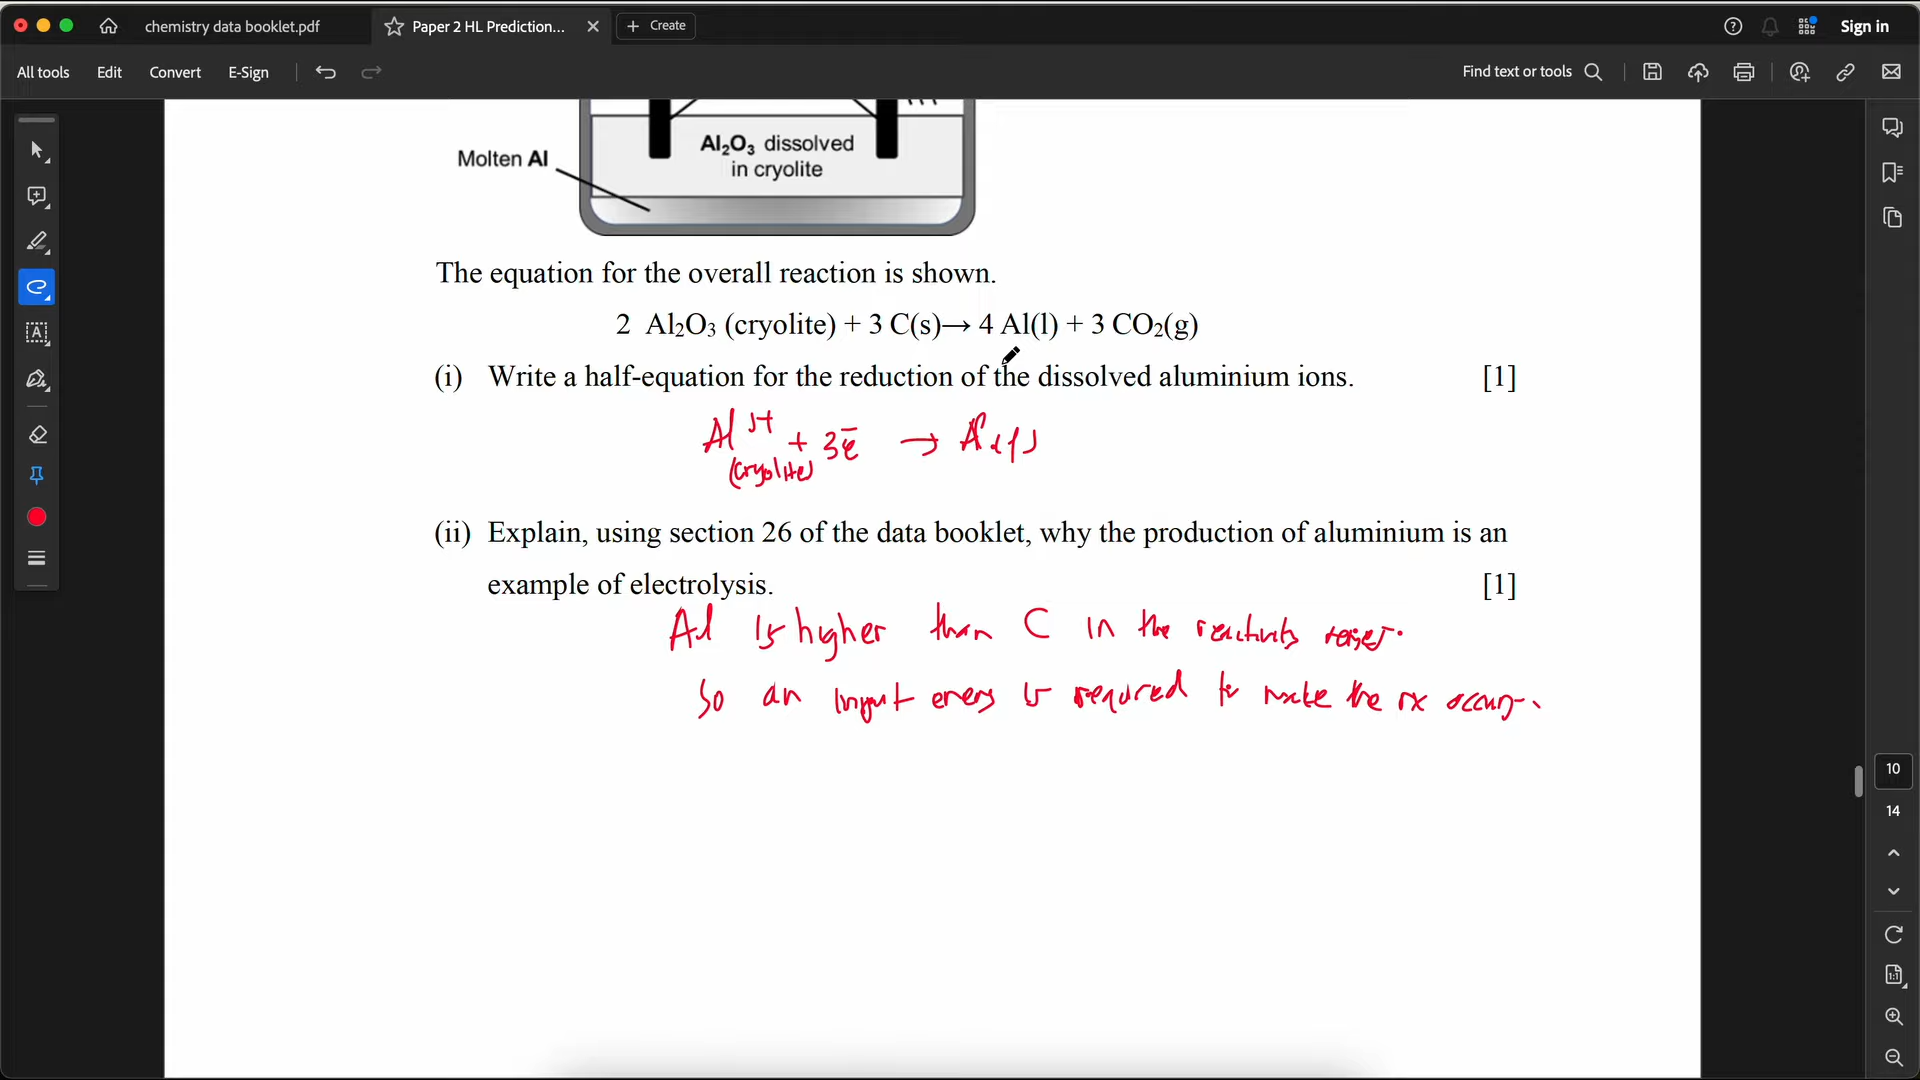 chemistry data booklet.pdf
Paper 2 HL Prediction...
Create
Sign in
All tools
Edit
Convert
E-Sign
Find text or tools
Molten Al
Al₂O₃ dissolved
in cryolite
The equation for the overall reaction is shown.
2 Al₂O₃ (cryolite) + 3 C(s)→ 4 Al(l) + 3 CO₂(g)
(i) Write a half-equation for the reduction of the dissolved aluminium ions. [1]
Al³⁺ + 3e⁻ → Al(l)
(cryolite)
(ii) Explain, using section 26 of the data booklet, why the production of aluminium is an
example of electrolysis. [1]
Al is higher than C in the reactivity
So an input energy is required to make the rx occur.
10
14